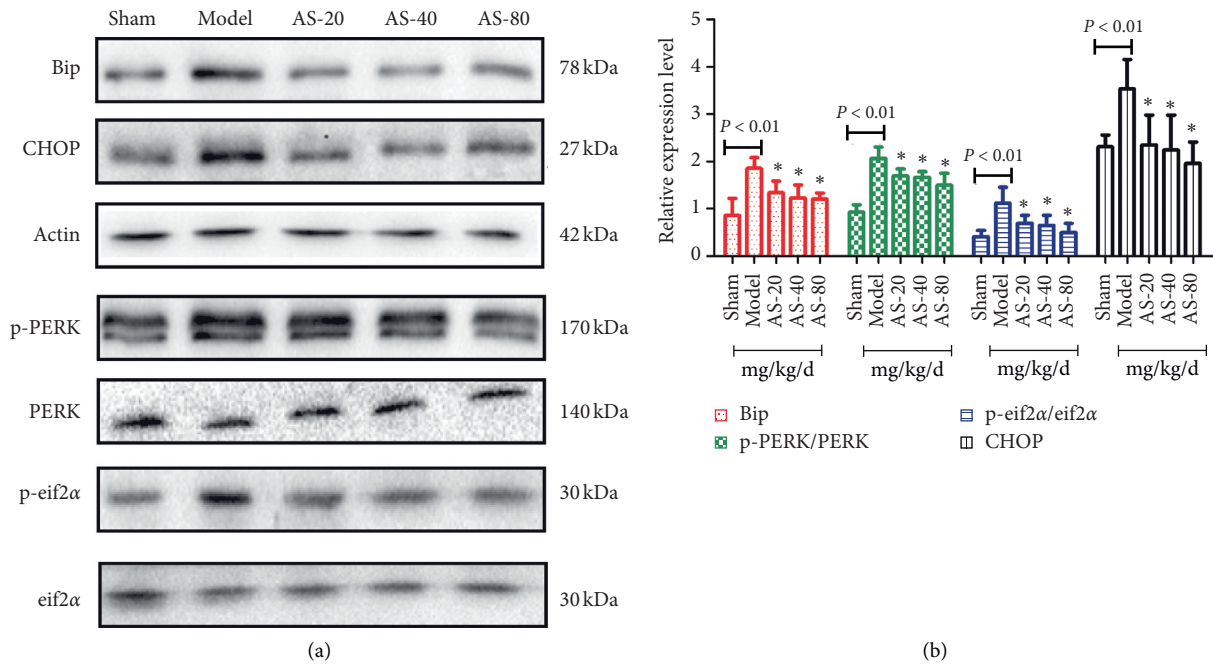 Sham Model AS-20 AS-40 AS-80
Bip 78 kDa
CHOP 27 kDa
Actin 42 kDa
p-PERK 170 kDa
PERK 140 kDa
p-eif2α 30 kDa
eif2α 30 kDa
(a)
Relative expression level
5
4
3
2
1
0
P < 0.01
* * *
P < 0.01
* * *
P < 0.01
* * *
P < 0.01
* * *
Sham Model AS-20 AS-40 AS-80 Sham Model AS-20 AS-40 AS-80 Sham Model AS-20 AS-40 AS-80 Sham Model AS-20 AS-40 AS-80
mg/kg/d mg/kg/d mg/kg/d mg/kg/d
Bip p-eif2α/eif2α
p-PERK/PERK CHOP
(b)